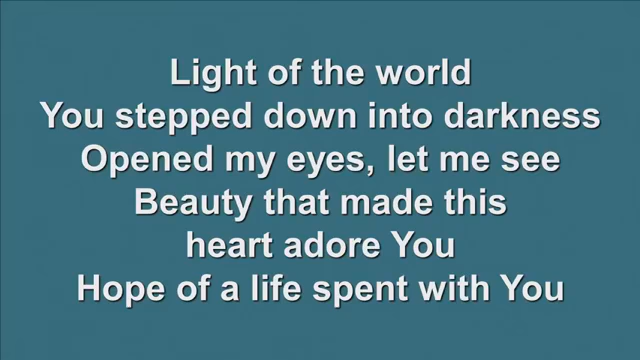 Light of the world
You stepped down into darkness
Opened my eyes, let me see
Beauty that made this
heart adore You
Hope of a life spent with You